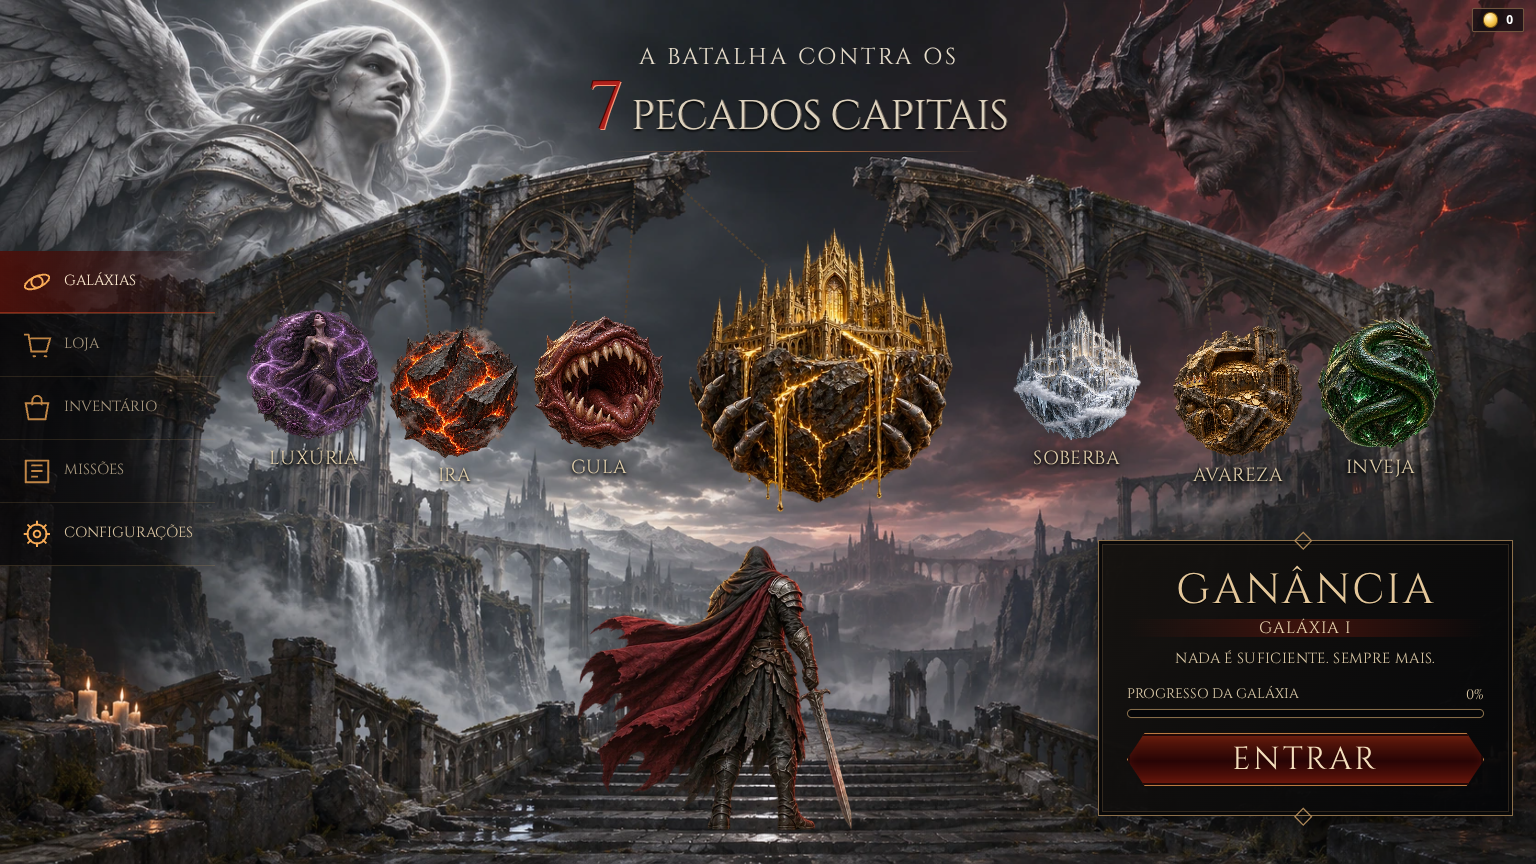 0
A BATALHA CONTRA OS
7 PECADOS CAPITAIS
GALÁXIAS
LOJA
INVENTÁRIO
MISSÕES
CONFIGURAÇÕES
LUXÚRIA
IRA
GULA
SOBERBA
AVAREZA
INVEJA
GANÂNCIA
GALÁXIA I
NADA É SUFICIENTE. SEMPRE MAIS.
PROGRESSO DA GALÁXIA 0%
ENTRAR